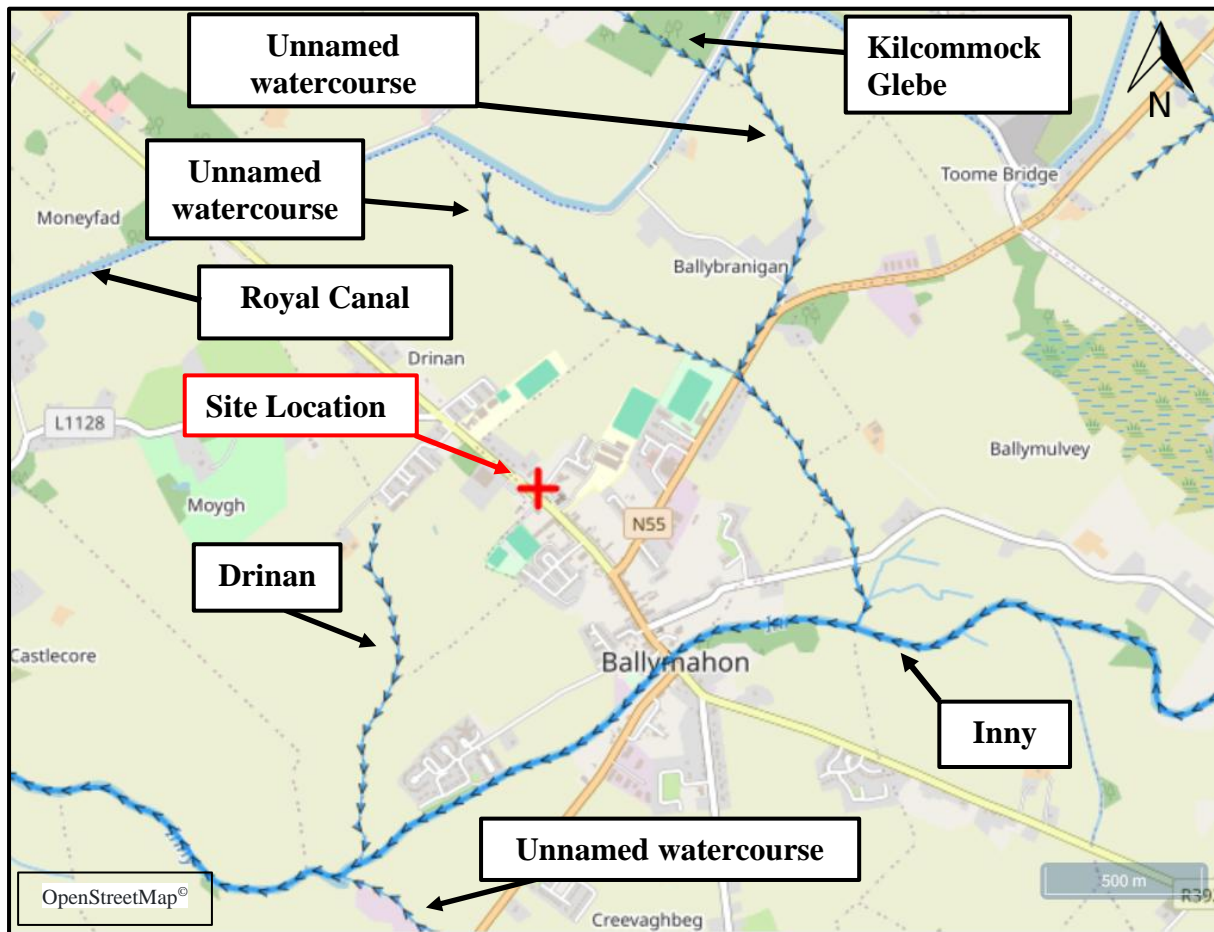 Unnamed
watercourse
Kilcommock
Glebe
N
Unnamed
watercourse
Toome Bridge
Moneyfad
Ballybranigan
Royal Canal
Drinan
Site Location
L1128
Ballymulvey
Moygh
N55
Drinan
Castlecore
Ballymahon
Inny
Inny
Unnamed watercourse
OpenStreetMap©
500 m
Creevaghbeg